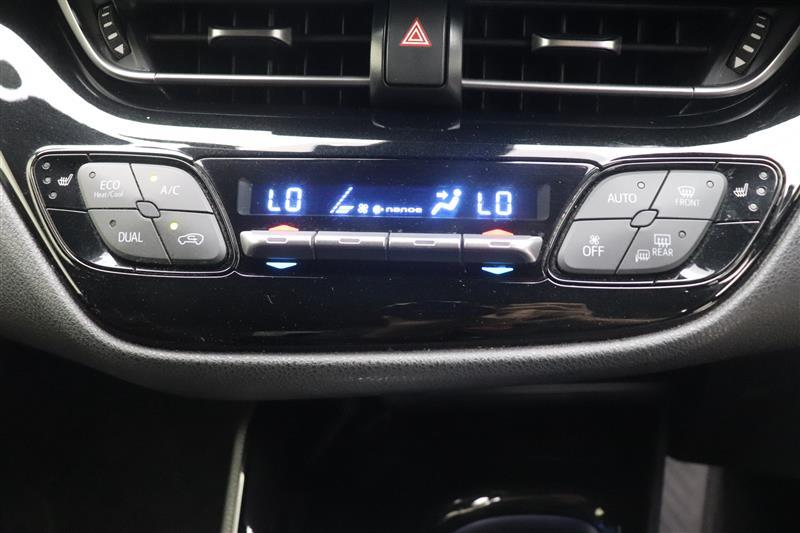 LO nanoe LO
ECO
Heat/Cool
A/C
DUAL
AUTO
FRONT
OFF
REAR